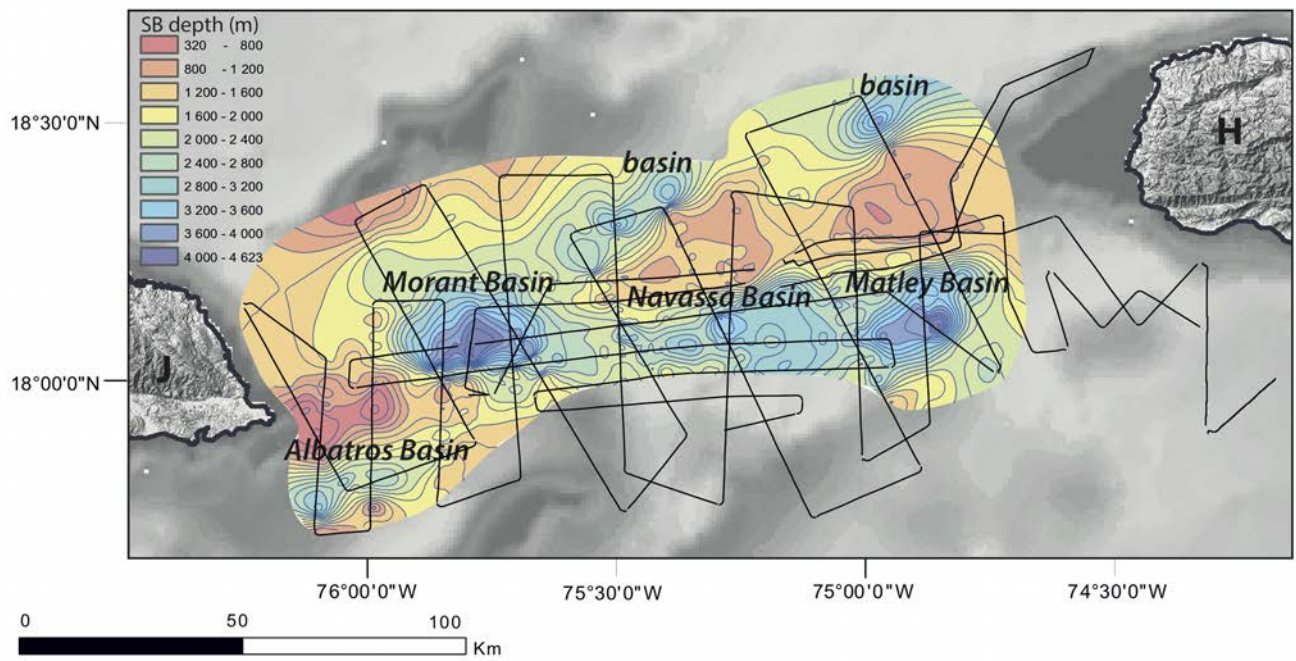 SB depth (m)
320 - 800
800 - 1 200
1 200 - 1 600
1 600 - 2 000
2 000 - 2 400
2 400 - 2 800
2 800 - 3 200
3 200 - 3 600
3 600 - 4 000
4 000 - 4 623
basin
H
18°30'0"N
basin
Morant Basin
Navassa Basin
Matley Basin
J
18°00'0"N
Albatros Basin
76°00'0"W
75°30'0"W
75°00'0"W
74°30'0"W
0
50
100
Km